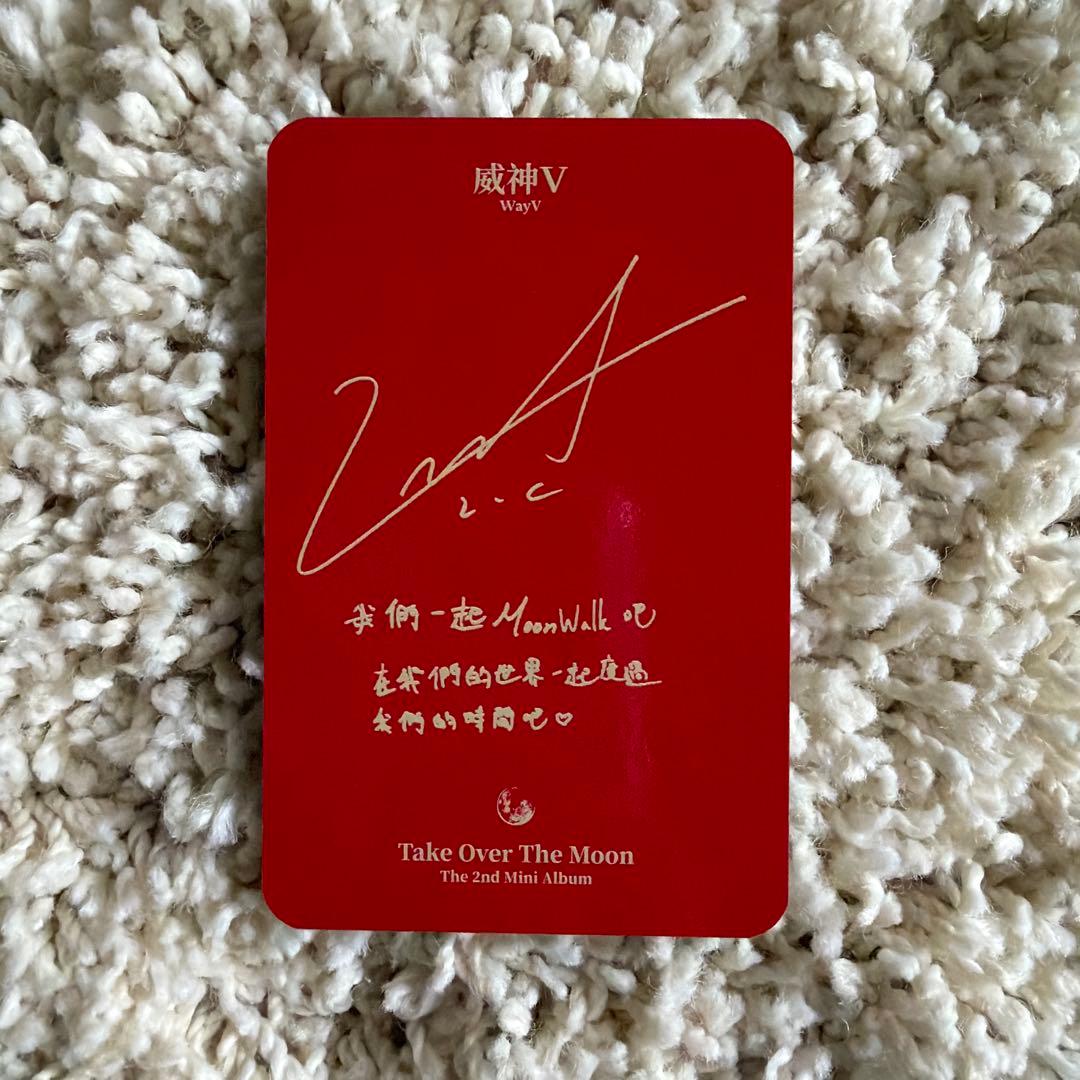 威神V
WayV
我們一起MoonWalk吧
在我們的世界一起度過
我們的時間吧♡
Take Over The Moon
The 2nd Mini Album